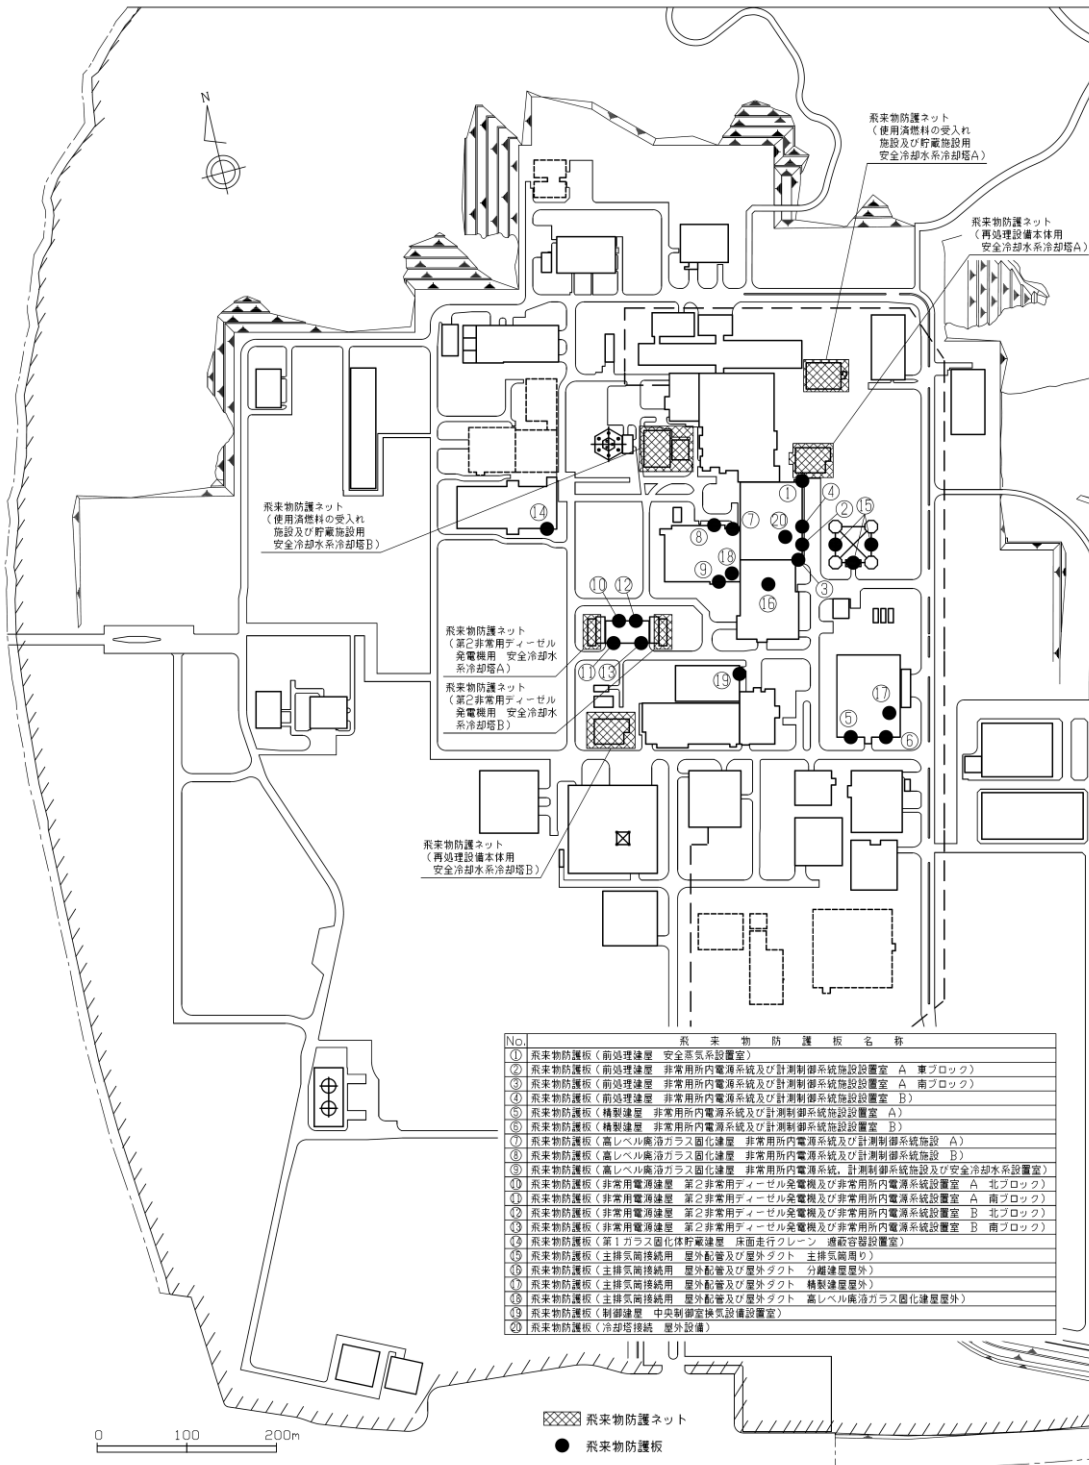 N
飛来物防護ネット
(使用済燃料の受入れ
施設及び貯蔵施設用
安全冷却水系冷却塔A)
飛来物防護ネット
(再処理設備本体用
安全冷却水系冷却塔A)
飛来物防護ネット
(使用済燃料の受入れ
施設及び貯蔵施設用
安全冷却水系冷却塔B)
① ④
⑭ ⑦ ⑳ ② ⑮
⑧
⑱
⑨ ③
⑩ ⑫ ⑯
飛来物防護ネット
(第2非常用ディーゼル
発電機用 安全冷却水
系冷却塔A)
⑪ ⑬
飛来物防護ネット
(第2非常用ディーゼル
発電機用 安全冷却水
系冷却塔B)
⑲ ⑰
⑤ ⑥
飛来物防護ネット
(再処理設備本体用
安全冷却水系冷却塔B)
No. 飛来物防護板名称
① 飛来物防護板(前処理建屋 安全蒸気系設置室)
② 飛来物防護板(前処理建屋 非常用所内電源系統及び計測制御系統施設設置室 A 東ブロック)
③ 飛来物防護板(前処理建屋 非常用所内電源系統及び計測制御系統施設設置室 A 南ブロック)
④ 飛来物防護板(前処理建屋 非常用所内電源系統及び計測制御系統施設設置室 B)
⑤ 飛来物防護板(精製建屋 非常用所内電源系統及び計測制御系統施設設置室 A)
⑥ 飛来物防護板(精製建屋 非常用所内電源系統及び計測制御系統施設設置室 B)
⑦ 飛来物防護板(高レベル廃液ガラス固化建屋 非常用所内電源系統及び計測制御系統施設 A)
⑧ 飛来物防護板(高レベル廃液ガラス固化建屋 非常用所内電源系統及び計測制御系統施設 B)
⑨ 飛来物防護板(高レベル廃液ガラス固化建屋 非常用所内電源系統、計測制御系統施設及び安全冷却水系設置室)
⑩ 飛来物防護板(非常用電源建屋 第2非常用ディーゼル発電機及び非常用所内電源系統設置室 A 北ブロック)
⑪ 飛来物防護板(非常用電源建屋 第2非常用ディーゼル発電機及び非常用所内電源系統設置室 A 南ブロック)
⑫ 飛来物防護板(非常用電源建屋 第2非常用ディーゼル発電機及び非常用所内電源系統設置室 B 北ブロック)
⑬ 飛来物防護板(非常用電源建屋 第2非常用ディーゼル発電機及び非常用所内電源系統設置室 B 南ブロック)
⑭ 飛来物防護板(第1ガラス固化体貯蔵建屋 床面走行クレーン 遮蔽容器設置室)
⑮ 飛来物防護板(主排気筒接続用 屋外配管及び屋外ダクト 主排気筒周り)
⑯ 飛来物防護板(主排気筒接続用 屋外配管及び屋外ダクト 分離建屋屋外)
⑰ 飛来物防護板(主排気筒接続用 屋外配管及び屋外ダクト 精製建屋屋外)
⑱ 飛来物防護板(主排気筒接続用 屋外配管及び屋外ダクト 高レベル廃液ガラス固化建屋屋外)
⑲ 飛来物防護板(制御建屋 中央制御室換気設備設置室)
⑳ 飛来物防護板(冷却塔接続 屋外設備)
飛来物防護ネット
飛来物防護板
0 100 200m